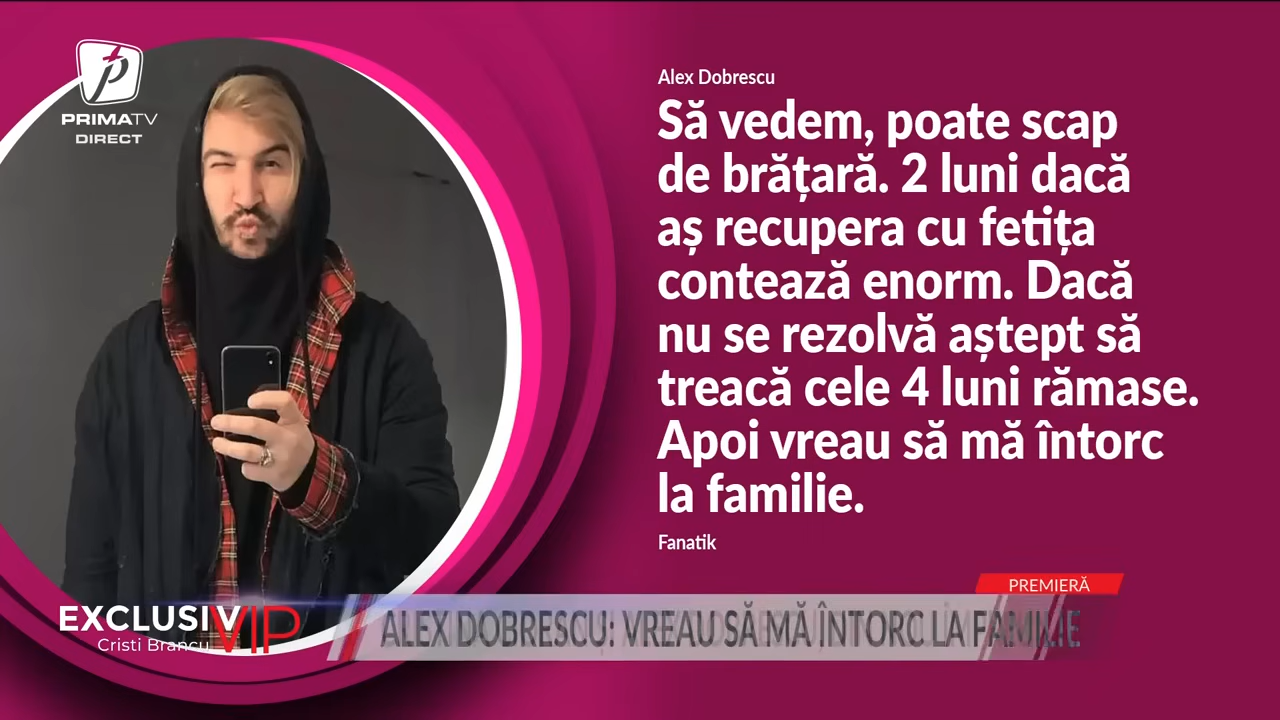 PRIMATV
DIRECT
Alex Dobrescu
Să vedem, poate scap
de brățară. 2 luni dacă
aș recupera cu fetița
contează enorm. Dacă
nu se rezolvă aștept să
treacă cele 4 luni rămase.
Apoi vreau să mă întorc
la familie.
Fanatik
PREMIERĂ
EXCLUSIV VIP
Cristi Brancu
ALEX DOBRESCU: VREAU SĂ MĂ ÎNTORC LA FAMILIE